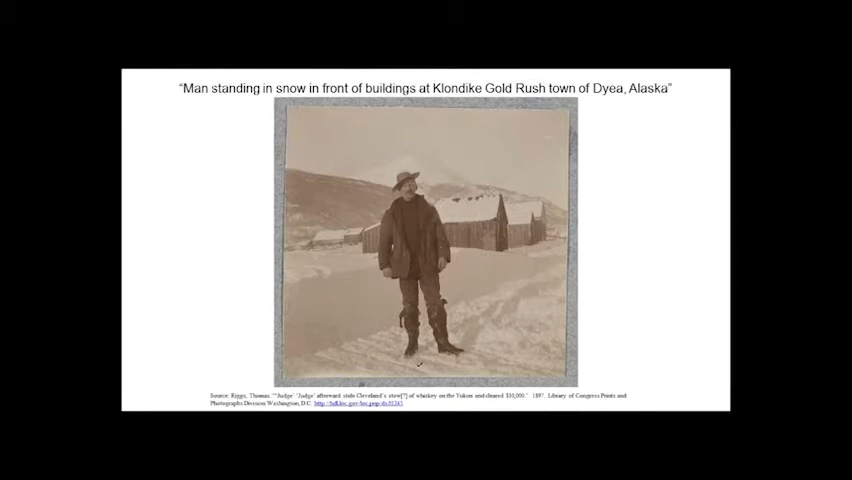 “Man standing in snow in front of buildings at Klondike Gold Rush town of Dyea, Alaska”
Source: Riggs, Thomas. “‘Judge’ ‘Judge’ afterward stole Cleveland’s stew[?] of whiskey on the Yukon and cleared $10,000.” 1897. Library of Congress Prints and
Photographs Division Washington, D.C.